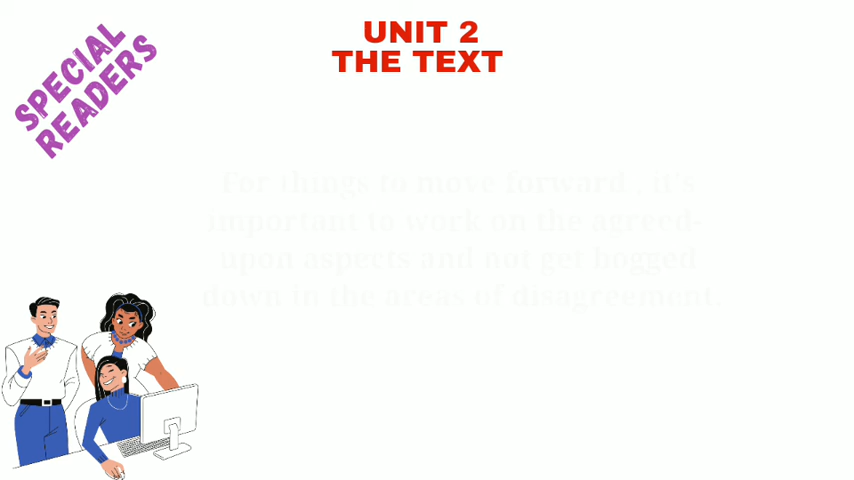 SPECIAL
READERS
UNIT 2
THE TEXT
For things to move forward , it's
important to work on the agreed-
upon aspects and not get bogged
down in the areas of disagreement.